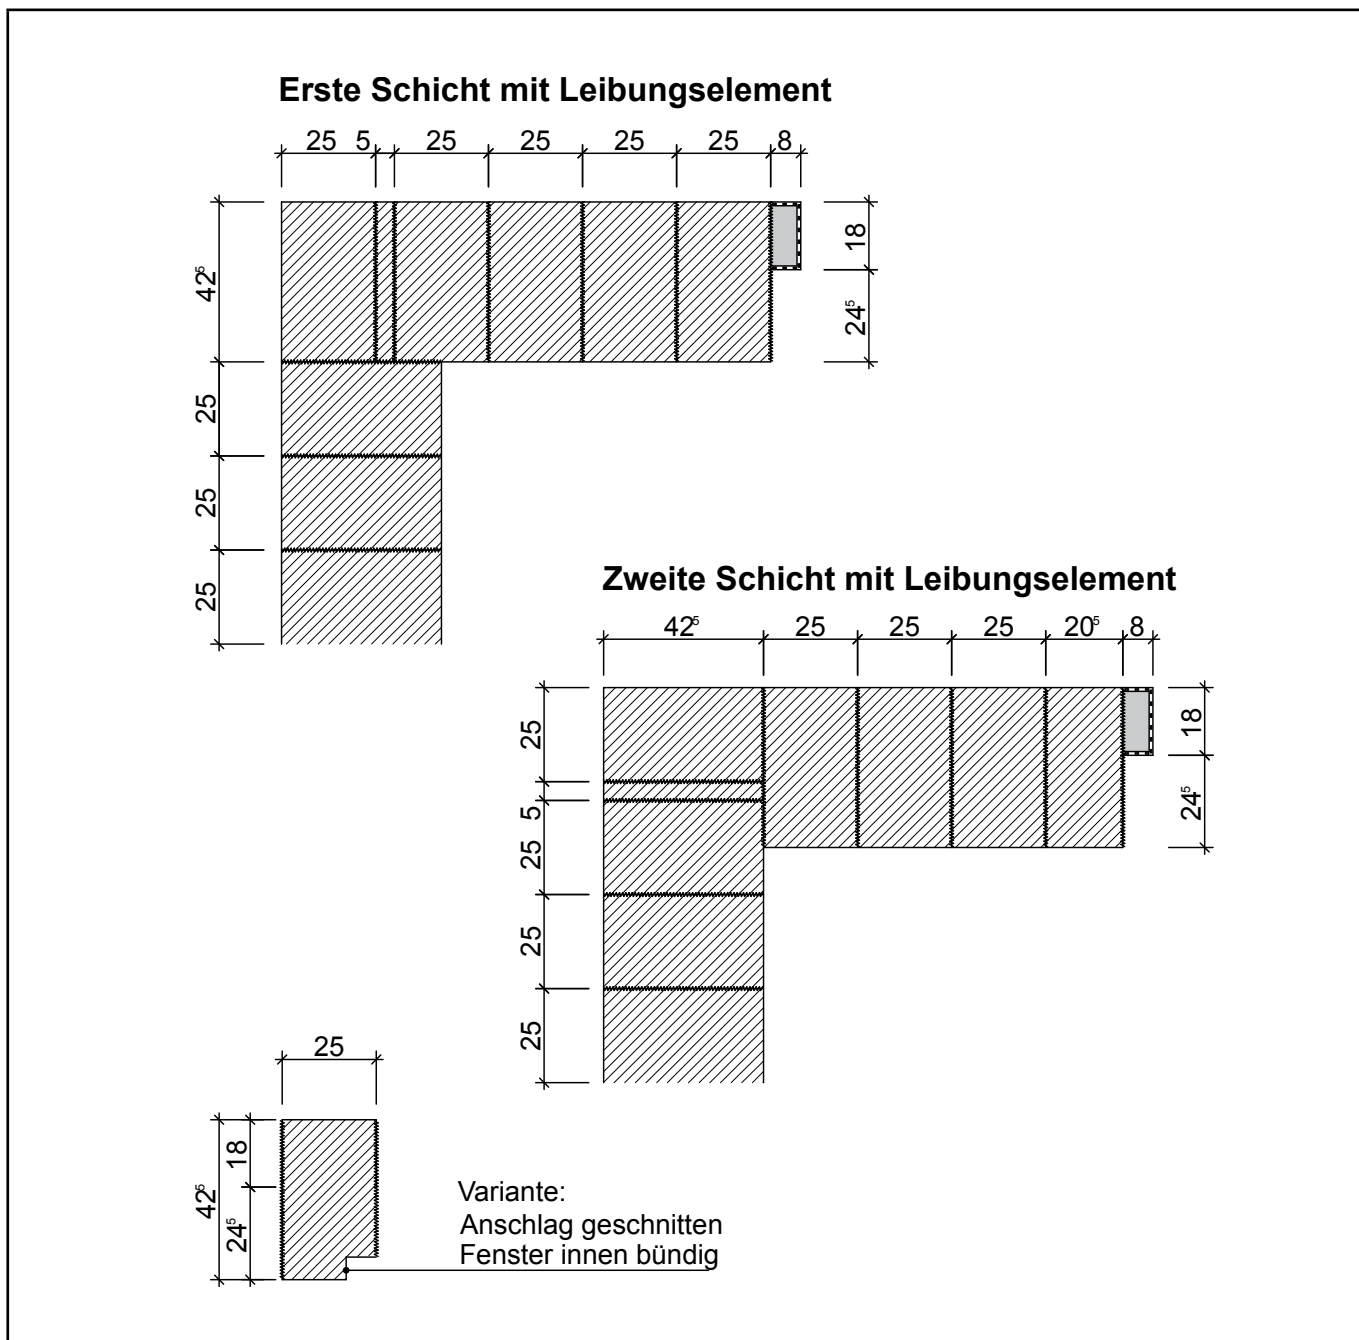 Erste Schicht mit Leibungselement
25 5 25 25 25 25 8
42⁵
25
25
25
18
24⁵
Zweite Schicht mit Leibungselement
42⁵ 25 25 25 20⁵ 8
25
5
25
25
25
18
24⁵
25
42⁵
18
24⁵
Variante:
Anschlag geschnitten
Fenster innen bündig